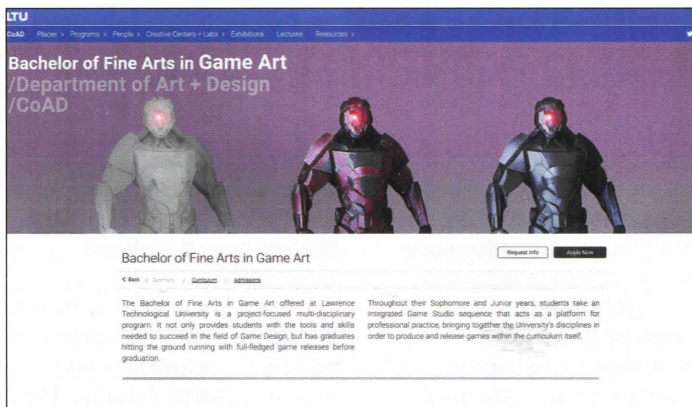 LTU
CoAD Places > Programs > People > Creative Centers + Labs > Exhibitions Lectures Resources >
Bachelor of Fine Arts in Game Art
/Department of Art + Design
/CoAD
Bachelor of Fine Arts in Game Art
Request Info
Apply Now
< Back / Summary / Curriculum / Admissions
The Bachelor of Fine Arts in Game Art offered at Lawrence
Technological University is a project-focused multi-disciplinary
program. It not only provides students with the tools and skills
needed to succeed in the field of Game Design, but has graduates
hitting the ground running with full-fledged game releases before
graduation.
Throughout their Sophomore and Junior years, students take an
Integrated Game Studio sequence that acts as a platform for
professional practice, bringing together the University's disciplines in
order to produce and release games within the curriculum itself.